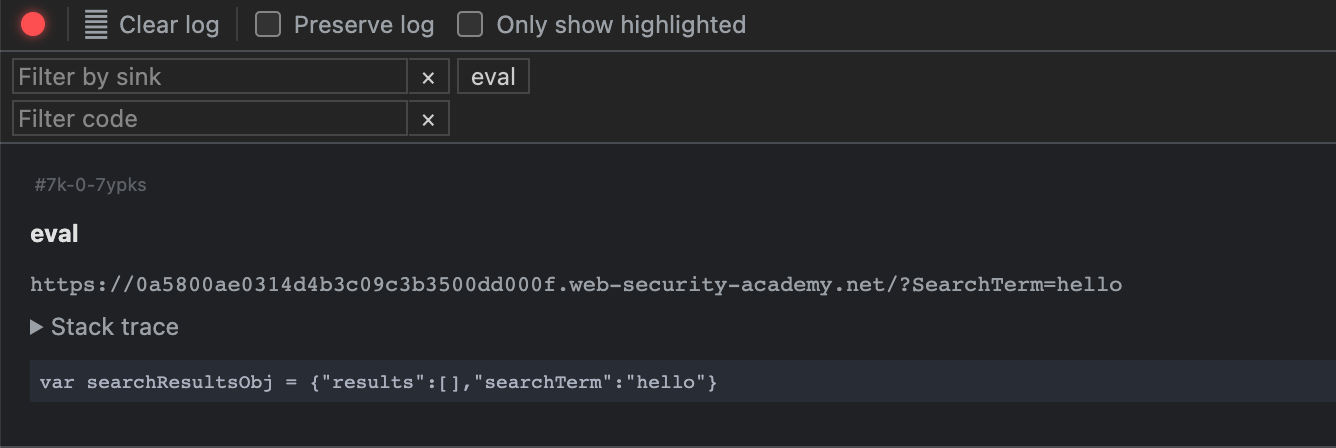 Clear log Preserve log Only show highlighted
Filter by sink × eval
Filter code ×
#7k-0-7ypks
eval
https://0a5800ae0314d4b3c09c3b3500dd000f.web-security-academy.net/?SearchTerm=hello
Stack trace
var searchResultsObj = {"results":[],"searchTerm":"hello"}